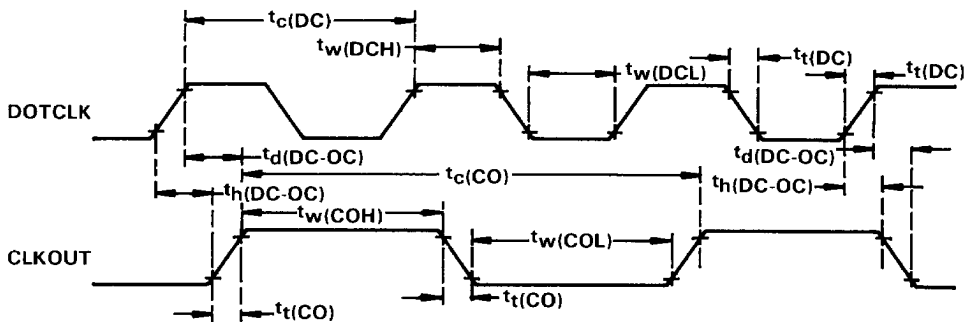 tc(DC)
tw(DCH)
tw(DCL)
tt(DC)
tt(DC)
DOTCLK
td(DC-OC)
td(DC-OC)
tc(CO)
th(DC-OC)
th(DC-OC)
tw(COH)
tw(COL)
CLKOUT
tt(CO)
tt(CO)